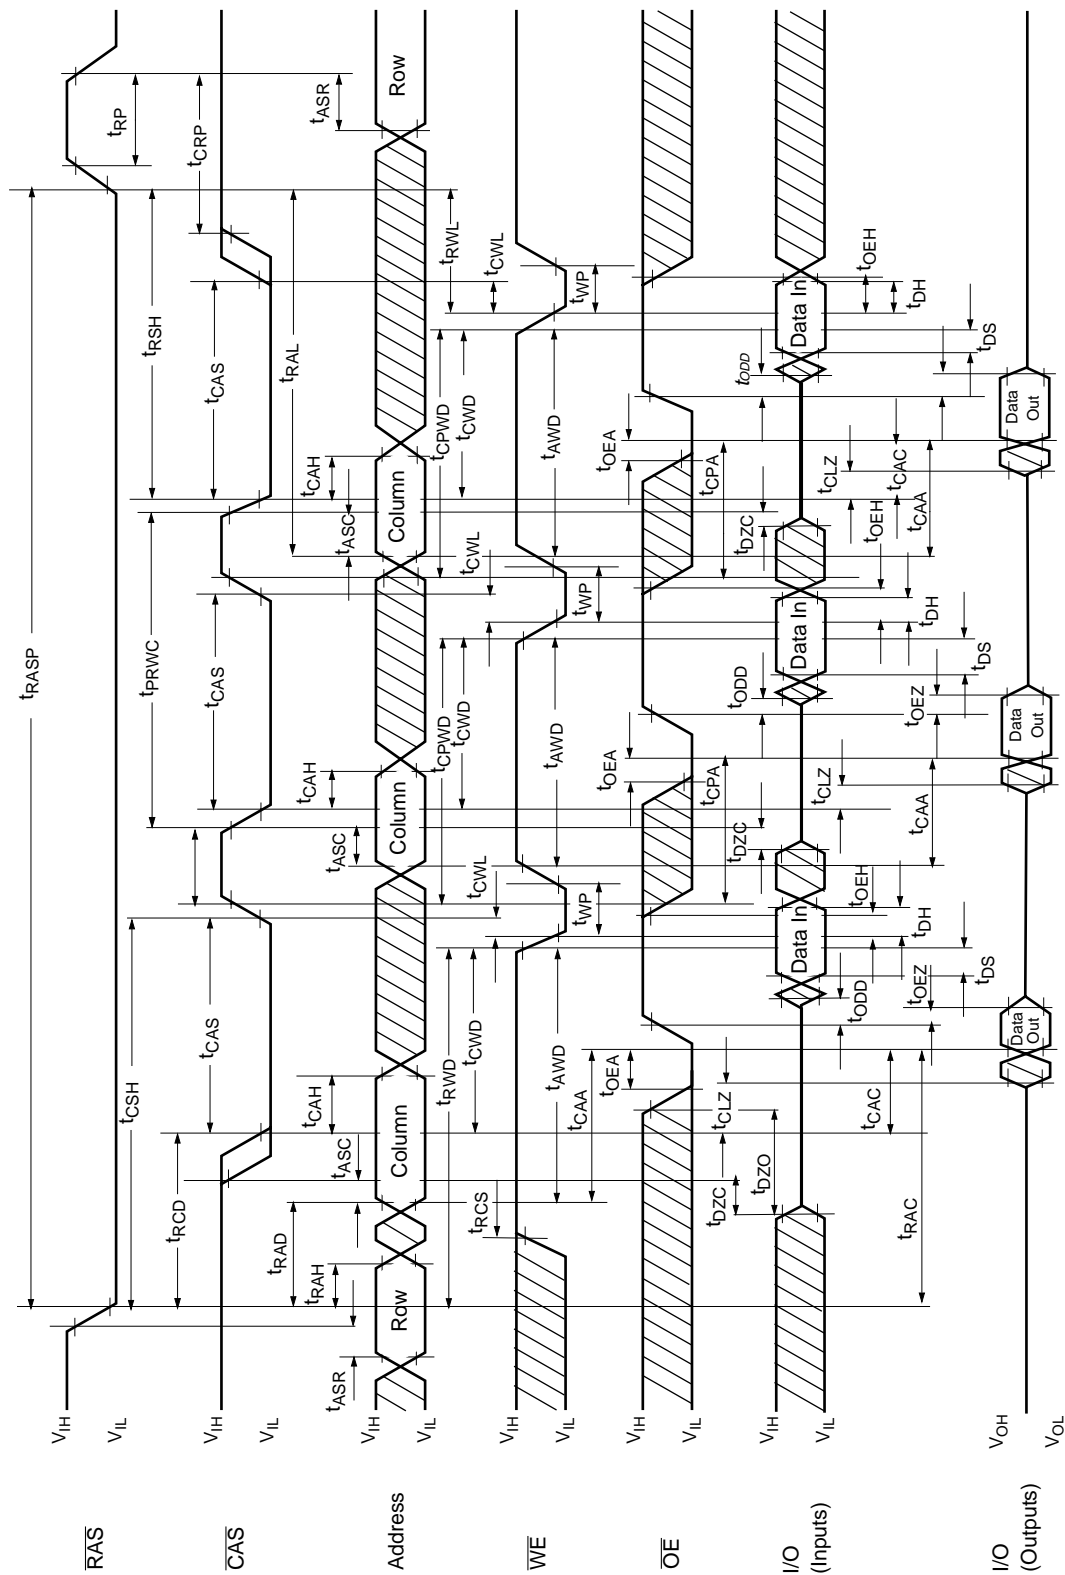 tRASP
RAS
VIH
VIL
tRP
tCSH
tPRWC
tRSH
tRCD
tCAS
tCAS
tCAS
tCRP
CAS
VIH
VIL
tRAD
tRAL
tRAH
tASC
tCAH
tASC
tCAH
tASC
tCAH
tASR
tASR
Address
VIH
VIL
Row
Column
Column
Column
Row
tRWD
tCPWD
tCPWD
tRWL
tCWD
tCWD
tCWD
tRCS
tCWL
tCWL
tCWL
WE
VIH
VIL
tAWD
tAWD
tAWD
tWP
tWP
tWP
tCAA
tOEA
tOEA
tOEA
OE
VIH
VIL
tCLZ
tCPA
tCPA
tDZC
tDZO
tDZC
tODD
tDZC
tODD
I/O
(Inputs)
VIH
VIL
Data In
Data In
Data In
tODD
tCLZ
tCLZ
tOEH
tOEH
tOEH
tCAC
tCAC
tRAC
tDH
tDH
tDH
tOEZ
tCAA
tOEZ
tCAA
tDS
tDS
tDS
I/O
(Outputs)
VOH
VOL
Data
Out
Data
Out
Data
Out